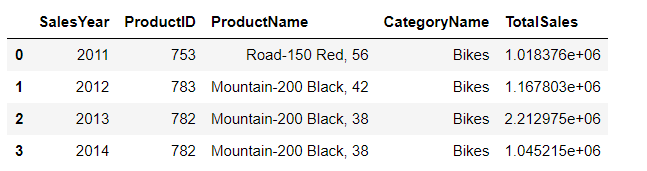 SalesYear ProductID ProductName CategoryName TotalSales
0 2011 753 Road-150 Red, 56 Bikes 1.018376e+06
1 2012 783 Mountain-200 Black, 42 Bikes 1.167803e+06
2 2013 782 Mountain-200 Black, 38 Bikes 2.212975e+06
3 2014 782 Mountain-200 Black, 38 Bikes 1.045215e+06